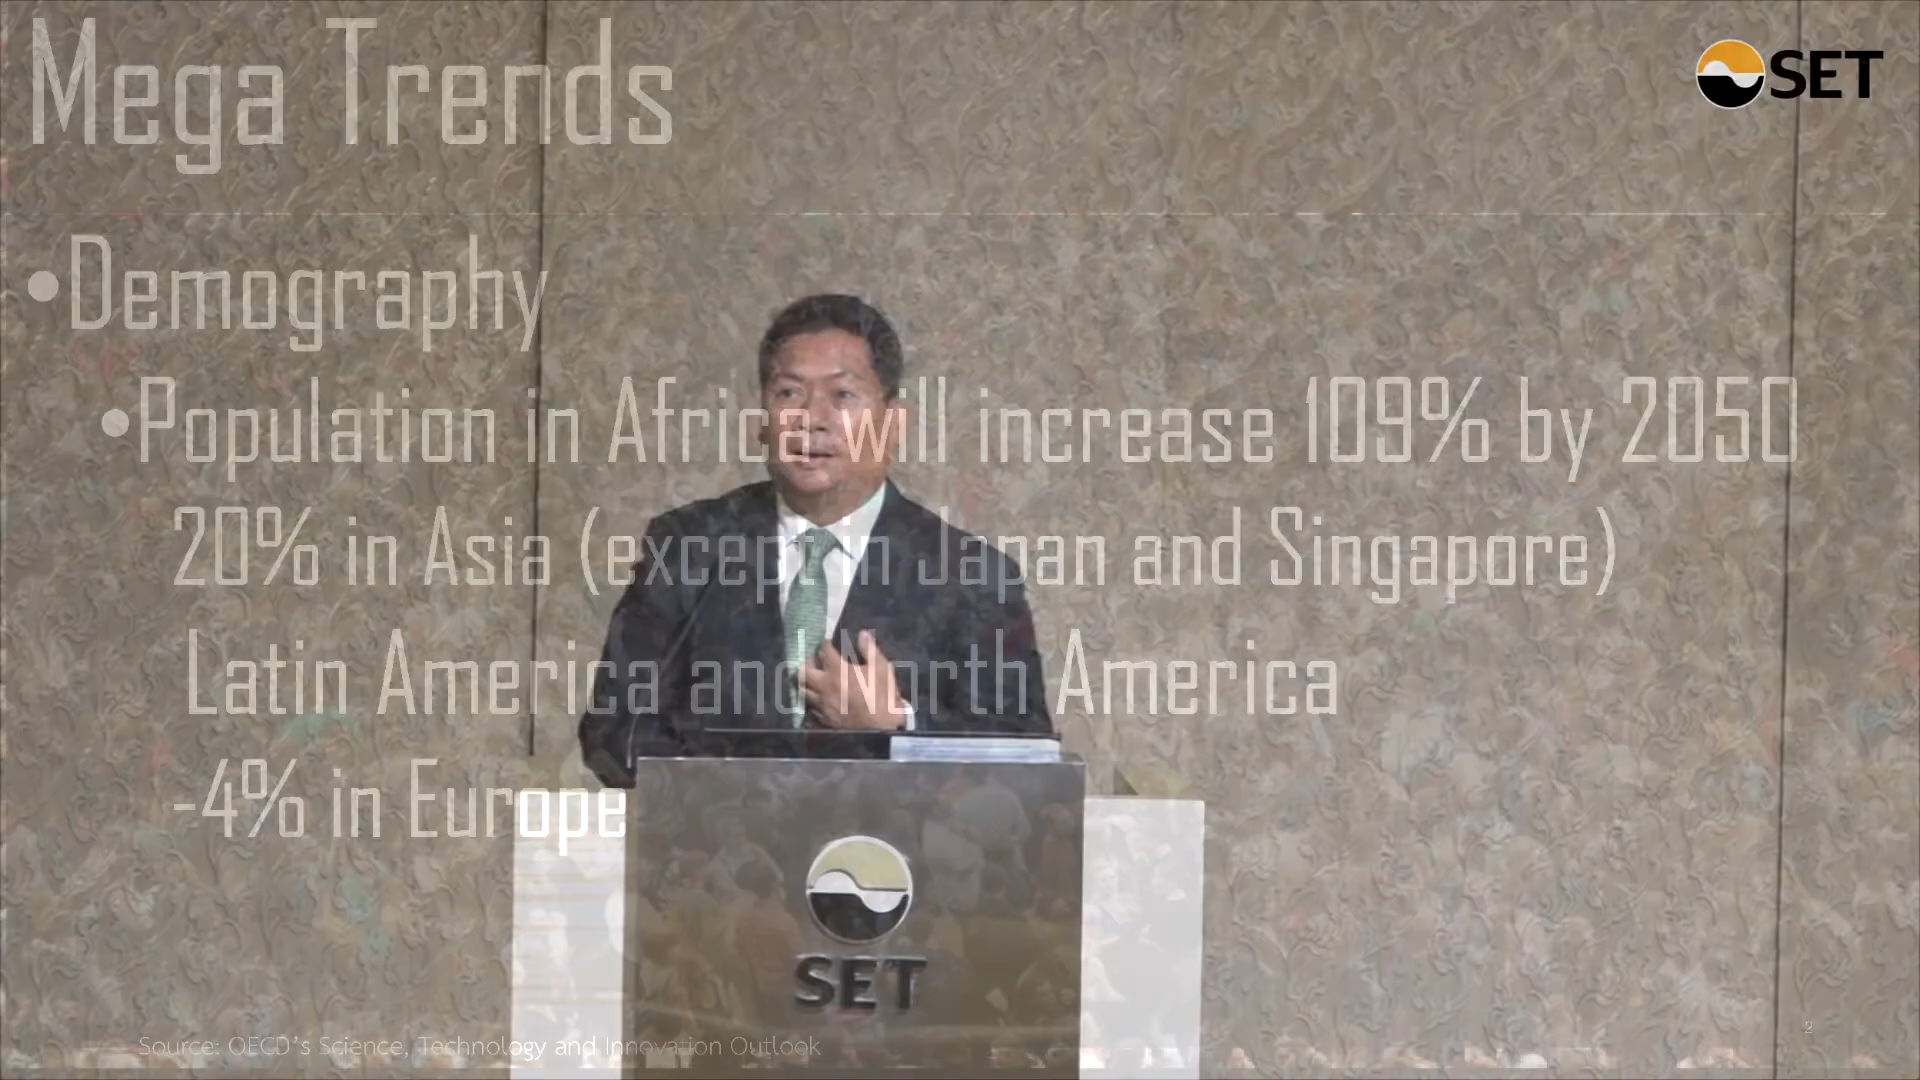 Mega Trends
SET
•Demography
•Population in Africa will increase 109% by 2050
20% in Asia (except in Japan and Singapore)
Latin America and North America
-4% in Europe
SET
Source: OECD's Science, Technology and Innovation Outlook
2